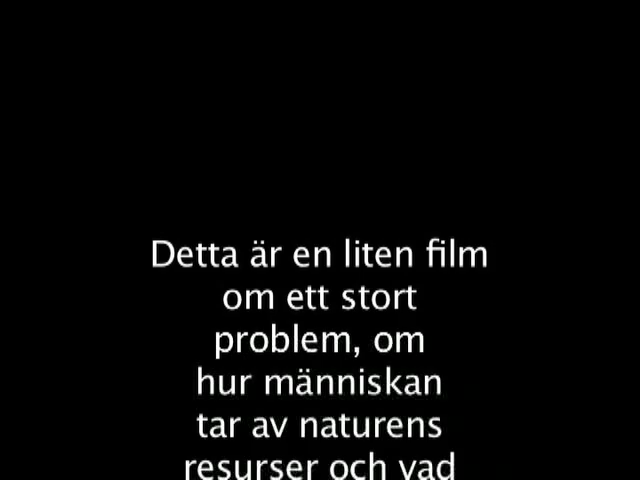 Detta är en liten film
om ett stort
problem, om
hur människan
tar av naturens
resurser och vad